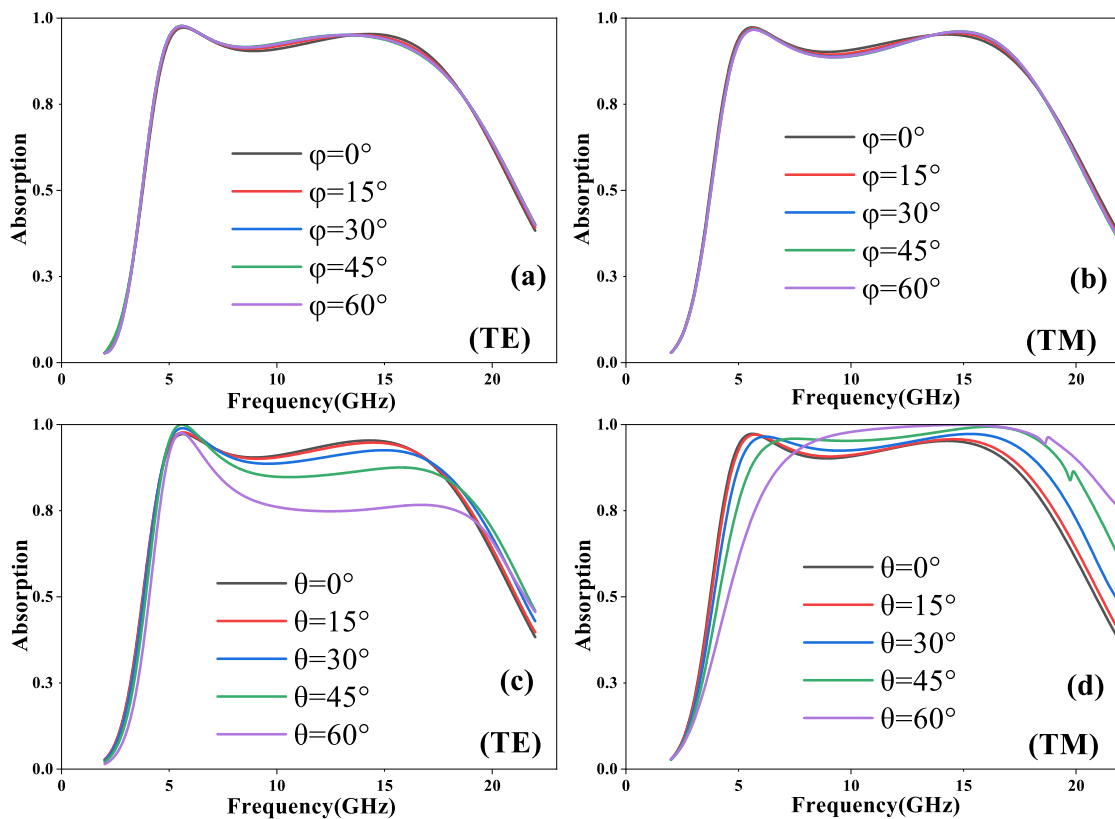 1.0
0.8
0.5
0.3
0.0
Absorption
φ=0°
φ=15°
φ=30°
φ=45°
φ=60°
(a)
(TE)
0 5 10 15 20
Frequency(GHz)
1.0
0.8
0.5
0.3
0.0
Absorption
φ=0°
φ=15°
φ=30°
φ=45°
φ=60°
(b)
(TM)
0 5 10 15 20
Frequency(GHz)
1.0
0.8
0.5
0.3
0.0
Absorption
θ=0°
θ=15°
θ=30°
θ=45°
θ=60°
(c)
(TE)
0 5 10 15 20
Frequency(GHz)
1.0
0.8
0.5
0.3
0.0
Absorption
θ=0°
θ=15°
θ=30°
θ=45°
θ=60°
(d)
(TM)
0 5 10 15 20
Frequency(GHz)